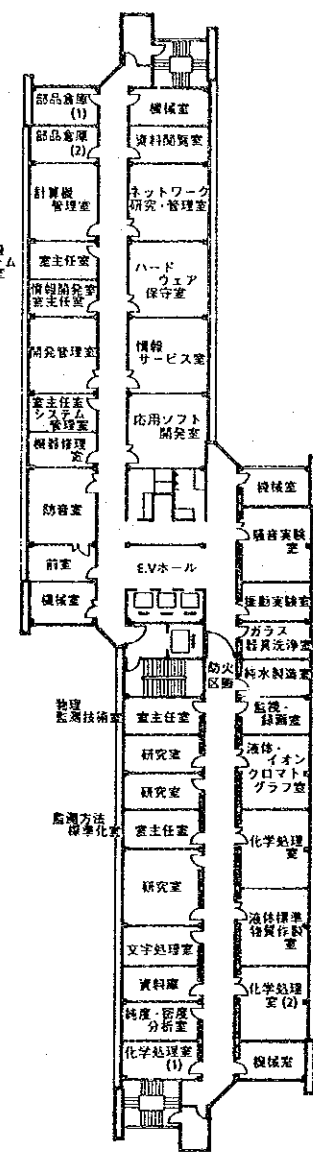 部品倉庫
(1)
機械室
部品倉庫
(2)
資料閲覧室
計算機
管理室
ネットワーク
研究・管理室
室主任室
ハード
ウェア
保守室
情報開発室
室主任室
開発管理室
情報
サービス室
室主任室
システム
管理室
応用ソフト
開発室
機器修理
室
防音室
前室
E.Vホール
機械室
機械室
騒音実験
室
振動実験室
ガラス
器具洗浄室
防火
区画
純水製造室
物理
監測技術室
室主任室
監視・
録画室
研究室
液体・
イオン
クロマト
グラフ室
研究室
監測方法
標準化室
室主任室
化学処理
室
研究室
液体標準
物質作製
室
文字処理室
資料庫
化学処理
室(2)
純度・密度
分析室
化学処理室
(1)
機械室